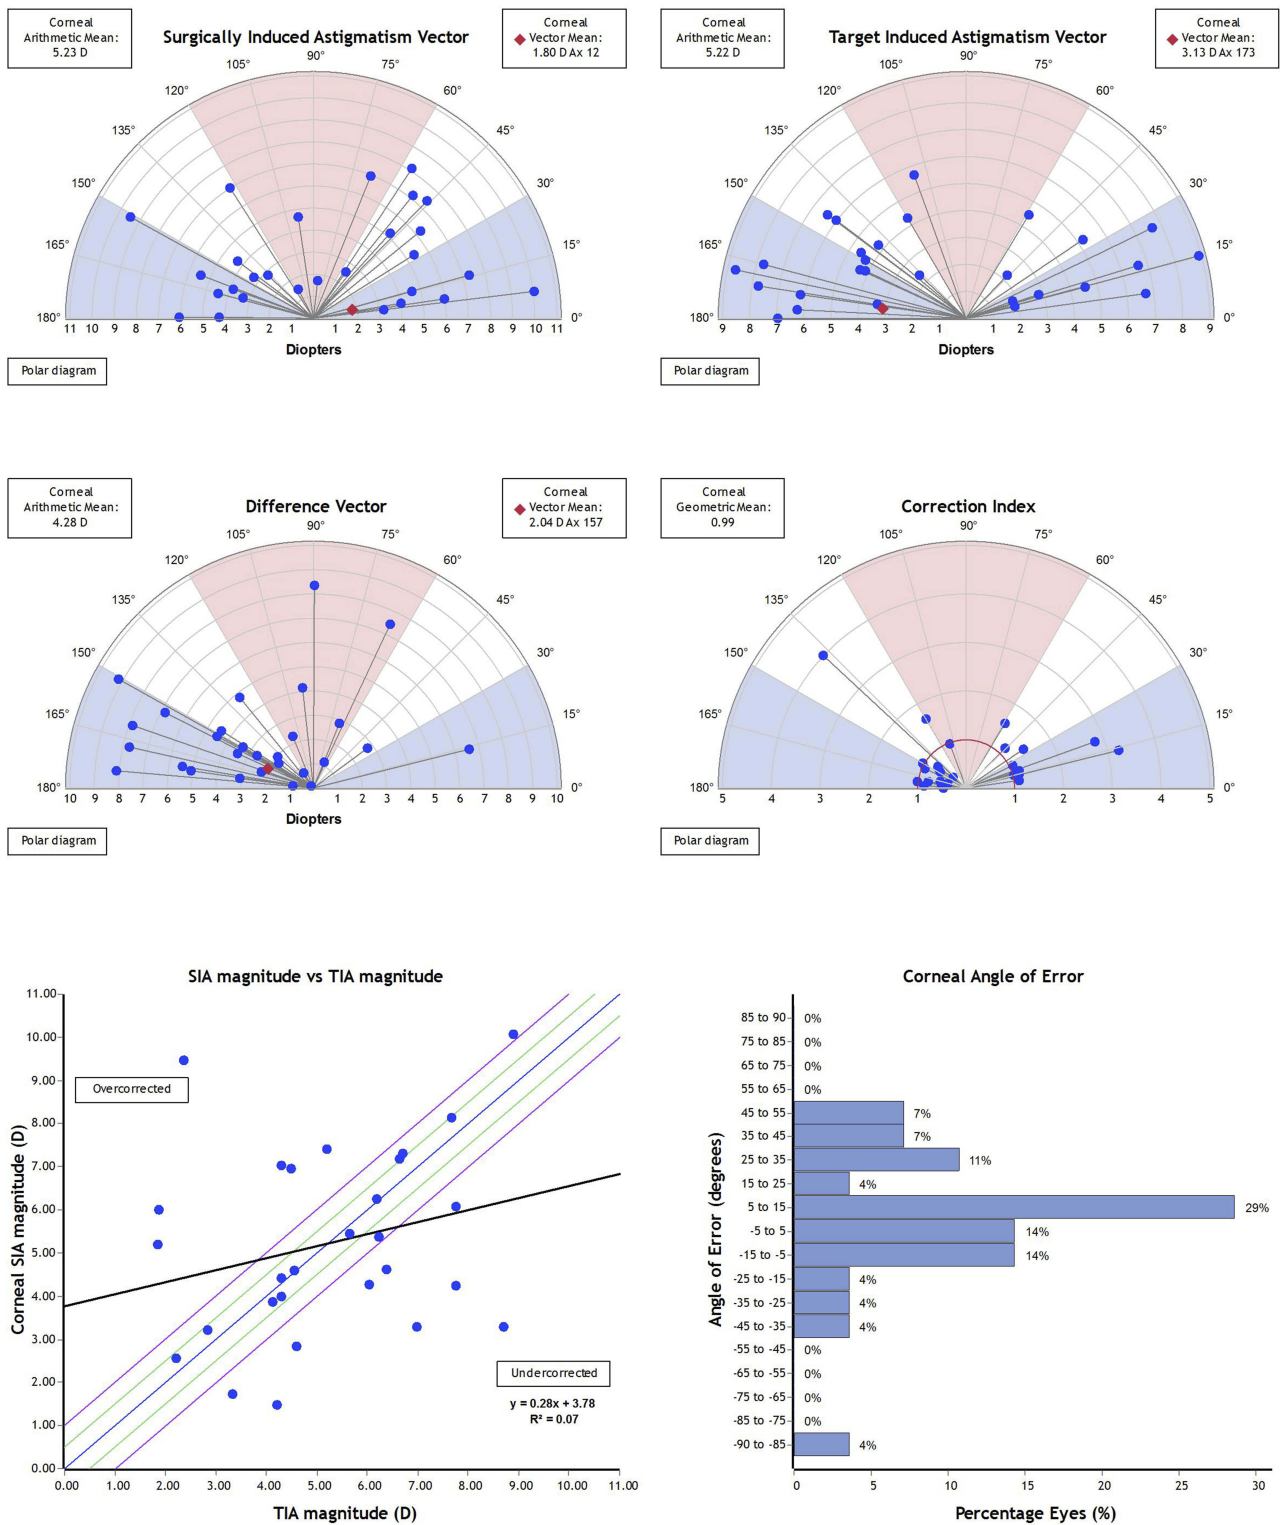 Corneal
Arithmetic Mean:
5.23 D
Surgically Induced Astigmatism Vector
Corneal
Vector Mean:
1.80 D Ax 12
90°
105°
75°
120°
60°
135°
45°
150°
30°
165°
15°
180°
0°
11 10 9 8 7 6 5 4 3 2 1 1 2 3 4 5 6 7 8 9 10 11
Diopters
Polar diagram
Corneal
Arithmetic Mean:
5.22 D
Target Induced Astigmatism Vector
Corneal
Vector Mean:
3.13 D Ax 173
90°
105°
75°
120°
60°
135°
45°
150°
30°
165°
15°
180°
0°
9 8 7 6 5 4 3 2 1 1 2 3 4 5 6 7 8 9
Diopters
Polar diagram
Corneal
Arithmetic Mean:
4.28 D
Difference Vector
Corneal
Vector Mean:
2.04 D Ax 157
90°
105°
75°
120°
60°
135°
45°
150°
30°
165°
15°
180°
0°
10 9 8 7 6 5 4 3 2 1 1 2 3 4 5 6 7 8 9 10
Diopters
Polar diagram
Corneal
Geometric Mean:
0.99
Correction Index
90°
105°
75°
120°
60°
135°
45°
150°
30°
165°
15°
180°
0°
5 4 3 2 1 1 2 3 4 5
Polar diagram
SIA magnitude vs TIA magnitude
Corneal SIA magnitude (D)
11.00
10.00
9.00
8.00
7.00
6.00
5.00
4.00
3.00
2.00
1.00
0.00
Overcorrected
Undercorrected
y = 0.28x + 3.78
R² = 0.07
0.00 1.00 2.00 3.00 4.00 5.00 6.00 7.00 8.00 9.00 10.00 11.00
TIA magnitude (D)
Corneal Angle of Error
Angle of Error (degrees)
85 to 90 0%
75 to 85 0%
65 to 75 0%
55 to 65 0%
45 to 55 7%
35 to 45 7%
25 to 35 11%
15 to 25 4%
5 to 15 29%
-5 to 5 14%
-15 to -5 14%
-25 to -15 4%
-35 to -25 4%
-45 to -35 4%
-55 to -45 0%
-65 to -55 0%
-75 to -65 0%
-85 to -75 0%
-90 to -85 4%
0 5 10 15 20 25 30
Percentage Eyes (%)